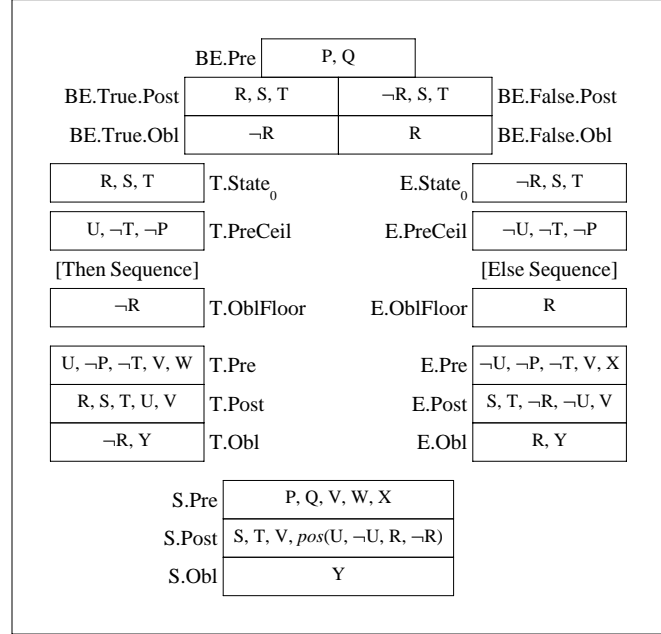 BE.Pre P, Q
BE.True.Post R, S, T ¬R, S, T BE.False.Post
BE.True.Obl ¬R R BE.False.Obl
R, S, T T.State₀ E.State₀ ¬R, S, T
U, ¬T, ¬P T.PreCeil E.PreCeil ¬U, ¬T, ¬P
[Then Sequence] [Else Sequence]
¬R T.OblFloor E.OblFloor R
U, ¬P, ¬T, V, W T.Pre E.Pre ¬U, ¬P, ¬T, V, X
R, S, T, U, V T.Post E.Post S, T, ¬R, ¬U, V
¬R, Y T.Obl E.Obl R, Y
S.Pre P, Q, V, W, X
S.Post S, T, V, pos(U, ¬U, R, ¬R)
S.Obl Y